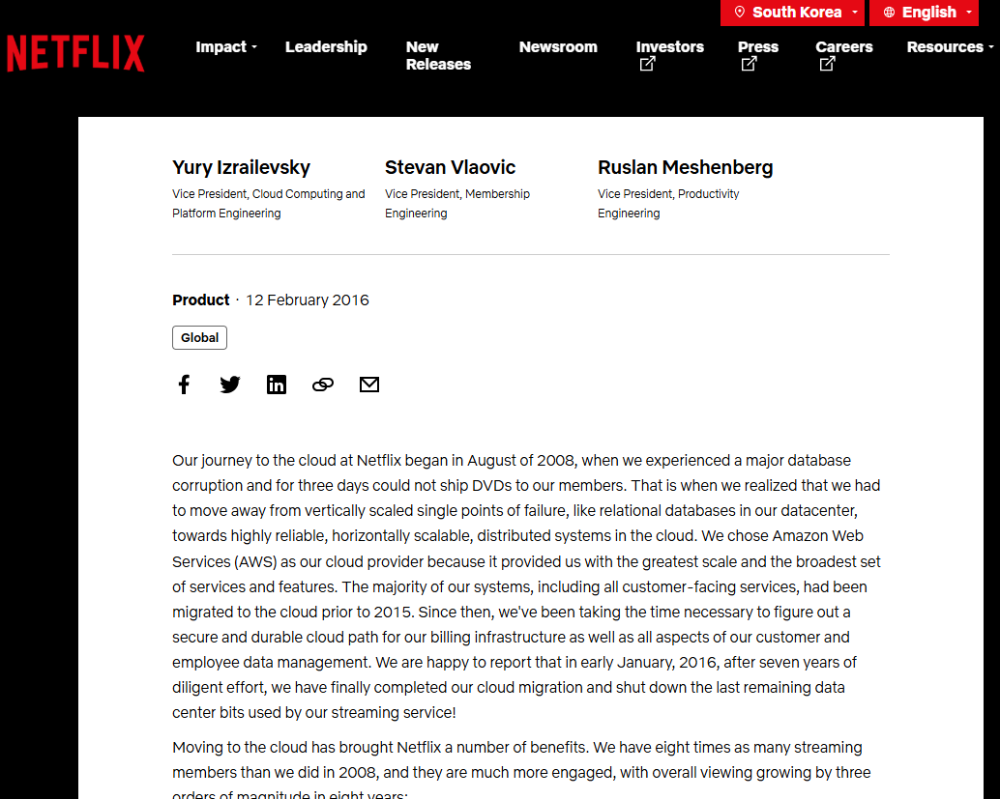 South Korea
English
NETFLIX
Impact
Leadership
New
Releases
Newsroom
Investors
Press
Careers
Resources
Yury Izrailevsky
Vice President, Cloud Computing and
Platform Engineering
Stevan Vlaovic
Vice President, Membership
Engineering
Ruslan Meshenberg
Vice President, Productivity
Engineering
Product · 12 February 2016
Global
Our journey to the cloud at Netflix began in August of 2008, when we experienced a major database
corruption and for three days could not ship DVDs to our members. That is when we realized that we had
to move away from vertically scaled single points of failure, like relational databases in our datacenter,
towards highly reliable, horizontally scalable, distributed systems in the cloud. We chose Amazon Web
Services (AWS) as our cloud provider because it provided us with the greatest scale and the broadest set
of services and features. The majority of our systems, including all customer-facing services, had been
migrated to the cloud prior to 2015. Since then, we've been taking the time necessary to figure out a
secure and durable cloud path for our billing infrastructure as well as all aspects of our customer and
employee data management. We are happy to report that in early January, 2016, after seven years of
diligent effort, we have finally completed our cloud migration and shut down the last remaining data
center bits used by our streaming service!
Moving to the cloud has brought Netflix a number of benefits. We have eight times as many streaming
members than we did in 2008, and they are much more engaged, with overall viewing growing by three
orders of magnitude in eight years: